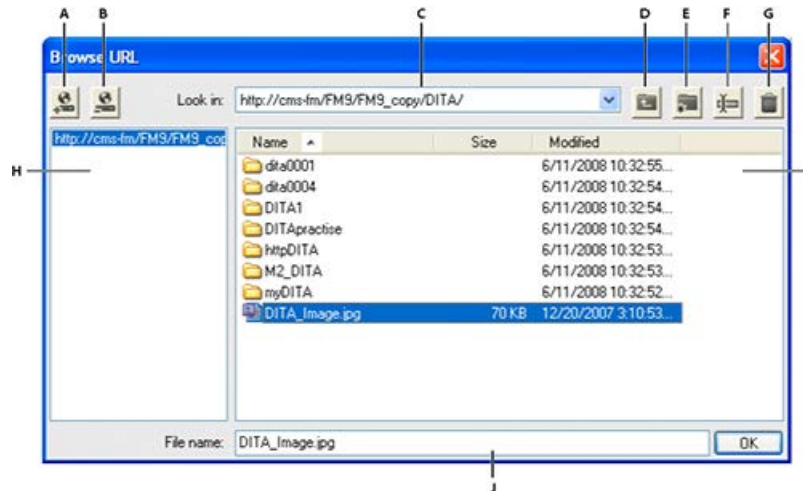 A B C D E F G
Browse URL
Look in: http://cms-fm/FM9/FM9_copy/DITA/
http://cms-fm/FM9/FM9_cop
Name Size Modified
dita0001 6/11/2008 10:32:55...
dita0004 6/11/2008 10:32:54...
DITA1 6/11/2008 10:32:54...
DITApractise 6/11/2008 10:32:54...
httpDITA 6/11/2008 10:32:53...
M2_DITA 6/11/2008 10:32:53...
myDITA 6/11/2008 10:32:52...
DITA_Image.jpg 70 KB 12/20/2007 3:10:53...
H
File name: DITA_Image.jpg OK
J